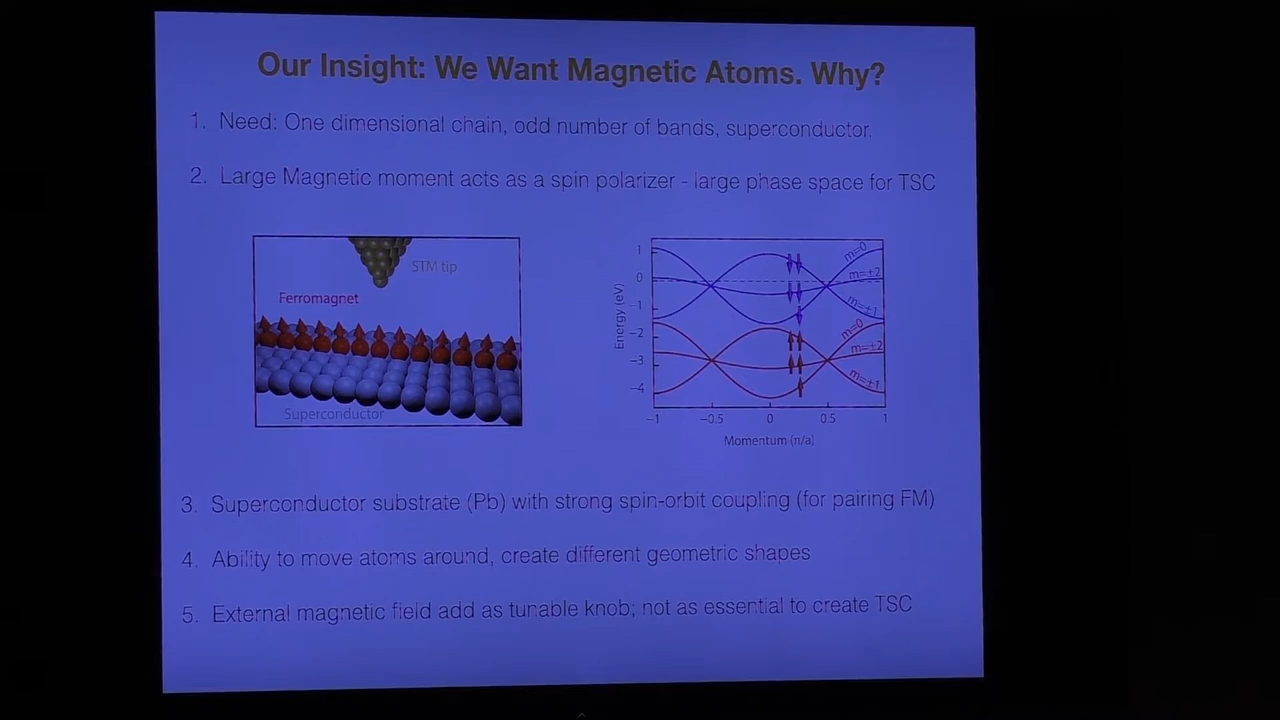 Our Insight: We Want Magnetic Atoms. Why?
1. Need: One dimensional chain, odd number of bands, superconductor.
2. Large Magnetic moment acts as a spin polarizer - large phase space for TSC
STM tip
Ferromagnet
Superconductor
Energy (eV)
1
0
−1
−2
−3
−4
m=0
m=±2
m=±1
m=0
m=±2
m=±1
−1
−0.5
0
0.5
1
Momentum (π/a)
3. Superconductor substrate (Pb) with strong spin-orbit coupling (for pairing FM)
4. Ability to move atoms around, create different geometric shapes
5. External magnetic field add as tunable knob; not as essential to create TSC